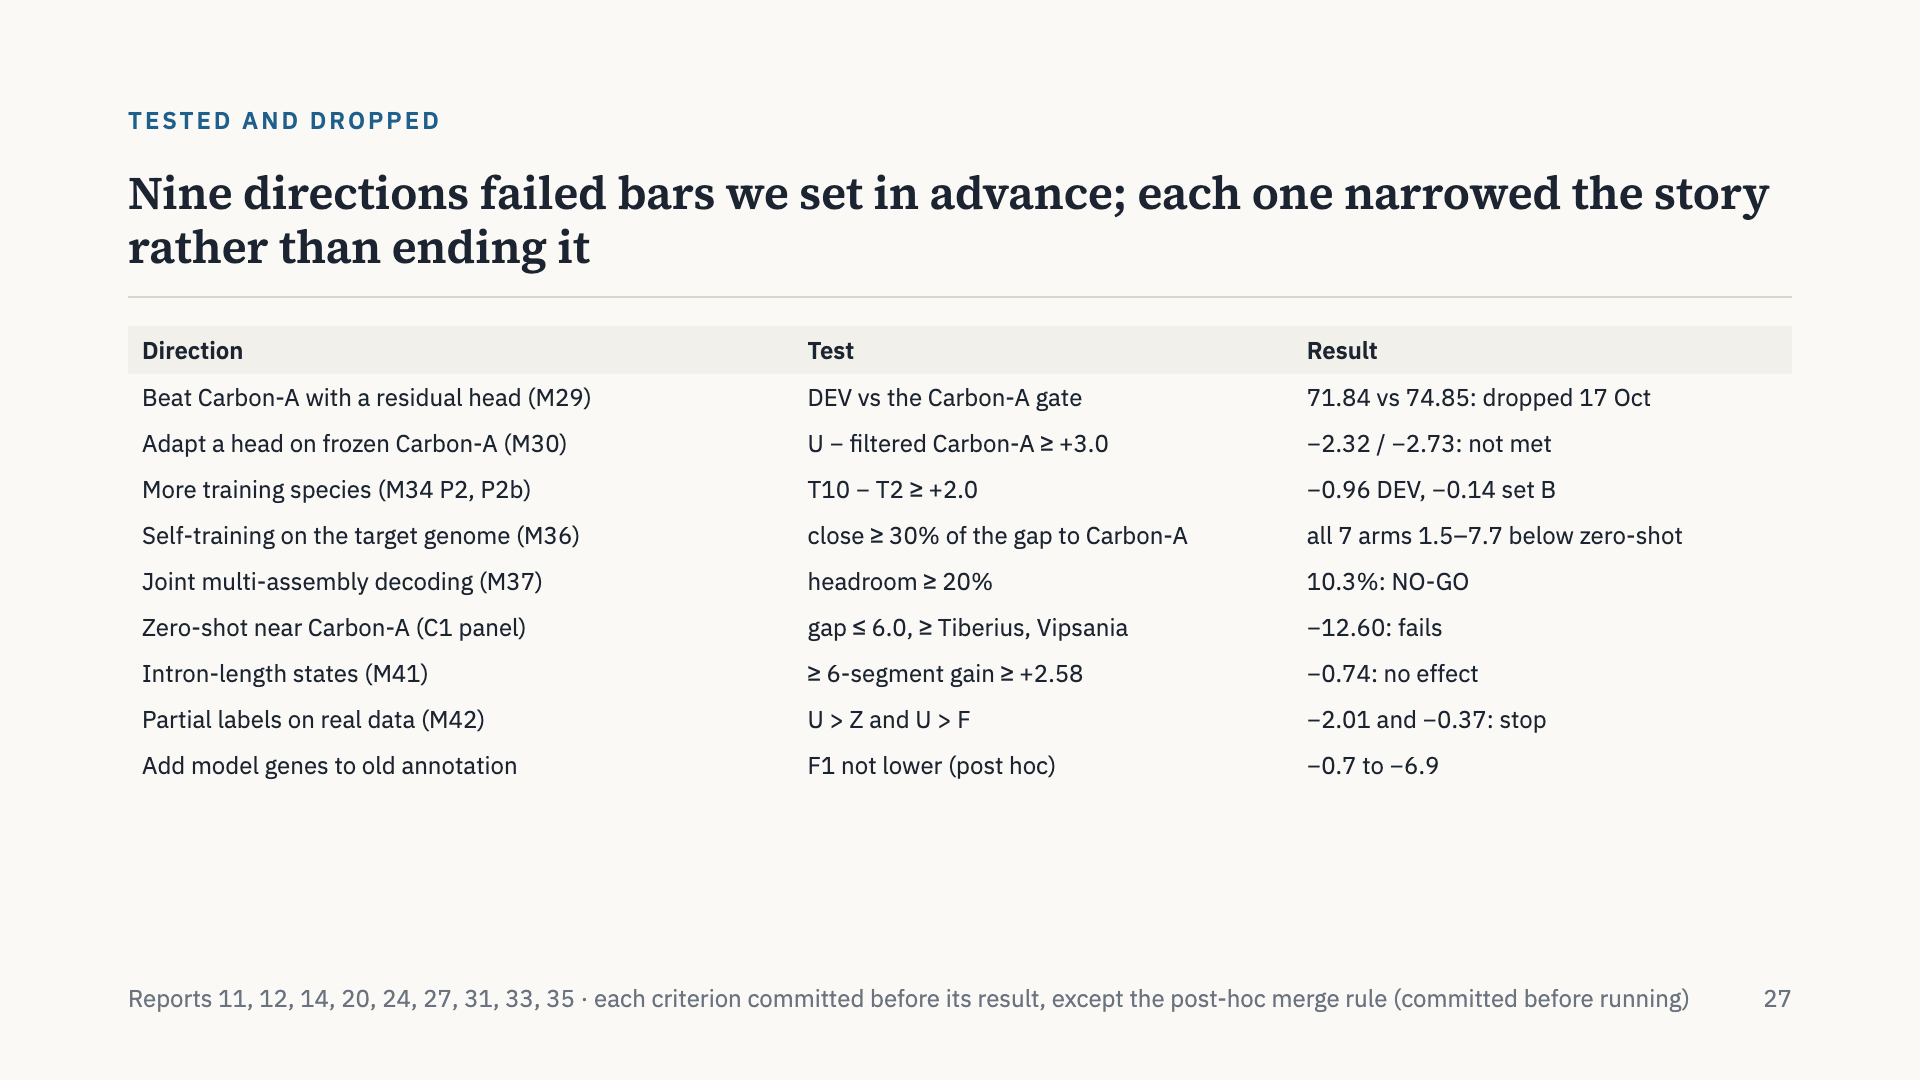 TESTED AND DROPPED
Nine directions failed bars we set in advance; each one narrowed the story
rather than ending it
Direction Test Result
Beat Carbon-A with a residual head (M29) DEV vs the Carbon-A gate 71.84 vs 74.85: dropped 17 Oct
Adapt a head on frozen Carbon-A (M30) U − filtered Carbon-A ≥ +3.0 −2.32 / −2.73: not met
More training species (M34 P2, P2b) T10 − T2 ≥ +2.0 −0.96 DEV, −0.14 set B
Self-training on the target genome (M36) close ≥ 30% of the gap to Carbon-A all 7 arms 1.5–7.7 below zero-shot
Joint multi-assembly decoding (M37) headroom ≥ 20% 10.3%: NO-GO
Zero-shot near Carbon-A (C1 panel) gap ≤ 6.0, ≥ Tiberius, Vipsania −12.60: fails
Intron-length states (M41) ≥ 6-segment gain ≥ +2.58 −0.74: no effect
Partial labels on real data (M42) U > Z and U > F −2.01 and −0.37: stop
Add model genes to old annotation F1 not lower (post hoc) −0.7 to −6.9
Reports 11, 12, 14, 20, 24, 27, 31, 33, 35 · each criterion committed before its result, except the post-hoc merge rule (committed before running) 27